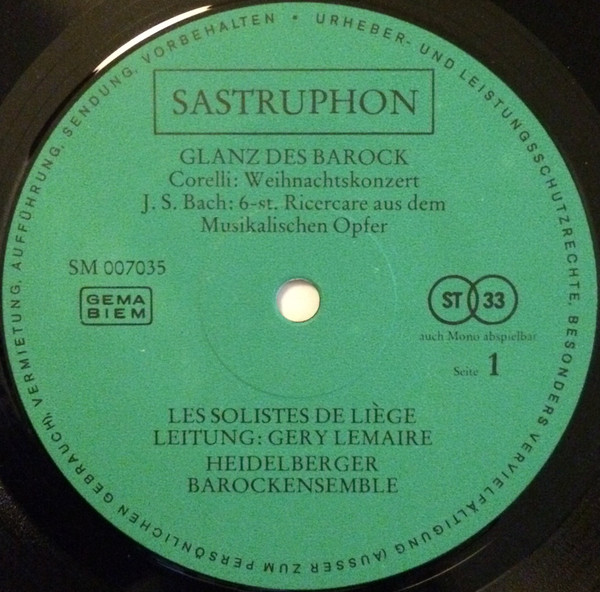 SASTRUPHON
GLANZ DES BAROCK
Corelli: Weihnachtskonzert
J. S. Bach: 6-st. Ricercare aus dem
Musikalischen Opfer
SM 007035
GEMA
BIEM
ST 33
auch Mono abspielbar
Seite 1
LES SOLISTES DE LIÈGE
LEITUNG: GERY LEMAIRE
HEIDELBERGER
BAROCKENSEMBLE
URHEBER- UND LEISTUNGSSCHUTZRECHTE, BESONDERS VERVIELFÄLTIGUNG (AUSSER ZUM PERSÖNLICHEN GEBRAUCH), VERMIETUNG, AUFFÜHRUNG, SENDUNG, VORBEHALTEN •